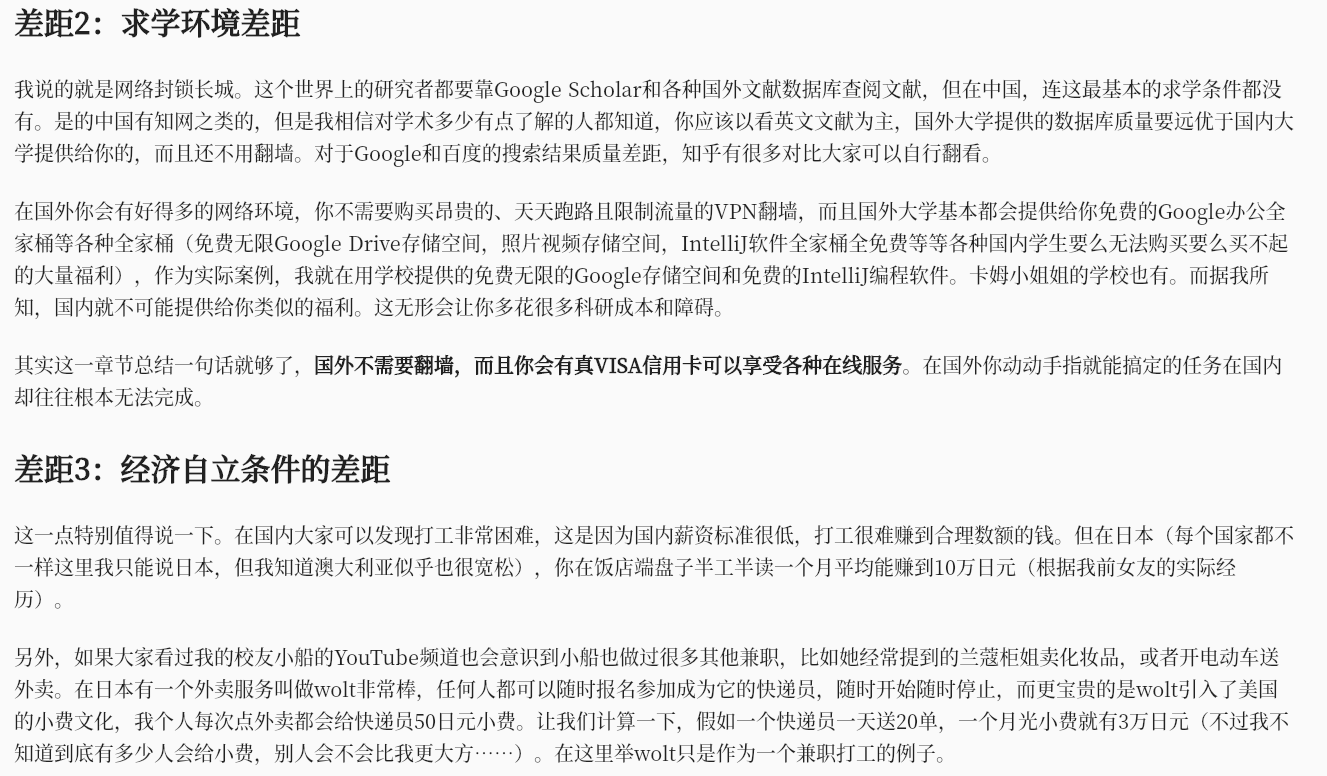 差距2：求学环境差距
我说的就是网络封锁长城。这个世界上的研究者都要靠Google Scholar和各种国外文献数据库查阅文献，但在中国，连这最基本的求学条件都没
有。是的中国有知网之类的，但是我相信对学术多少有点了解的人都知道，你应该以看英文文献为主，国外大学提供的数据库质量要远优于国内大
学提供给你的，而且还不用翻墙。对于Google和百度的搜索结果质量差距，知乎有很多对比大家可以自行翻看。
在国外你会有好得多的网络环境，你不需要购买昂贵的、天天跑路且限制流量的VPN翻墙，而且国外大学基本都会提供给你免费的Google办公全
家桶等各种全家桶（免费无限Google Drive存储空间，照片视频存储空间，IntelliJ软件全家桶全免费等等各种国内学生要么无法购买要么买不起
的大量福利），作为实际案例，我就在用学校提供的免费无限的Google存储空间和免费的IntelliJ编程软件。卡姆小姐姐的学校也有。而据我所
知，国内就不可能提供给你类似的福利。这无形会让你多花很多科研成本和障碍。
其实这一章节总结一句话就够了，国外不需要翻墙，而且你会有真VISA信用卡可以享受各种在线服务。在国外你动动手指就能搞定的任务在国内
却往往根本无法完成。
差距3：经济自立条件的差距
这一点特别值得说一下。在国内大家可以发现打工非常困难，这是因为国内薪资标准很低，打工很难赚到合理数额的钱。但在日本（每个国家都不
一样这里我只能说日本，但我知道澳大利亚似乎也很宽松），你在饭店端盘子半工半读一个月平均能赚到10万日元（根据我前女友的实际经
历）。
另外，如果大家看过我的校友小船的YouTube频道也会意识到小船也做过很多其他兼职，比如她经常提到的兰蔻柜姐卖化妆品，或者开电动车送
外卖。在日本有一个外卖服务叫做wolt非常棒，任何人都可以随时报名参加成为它的快递员，随时开始随时停止，而更宝贵的是wolt引入了美国
的小费文化，我个人每次点外卖都会给快递员50日元小费。让我们计算一下，假如一个快递员一天送20单，一个月光小费就有3万日元（不过我不
知道到底有多少人会给小费，别人会不会比我更大方……）。在这里举wolt只是作为一个兼职打工的例子。